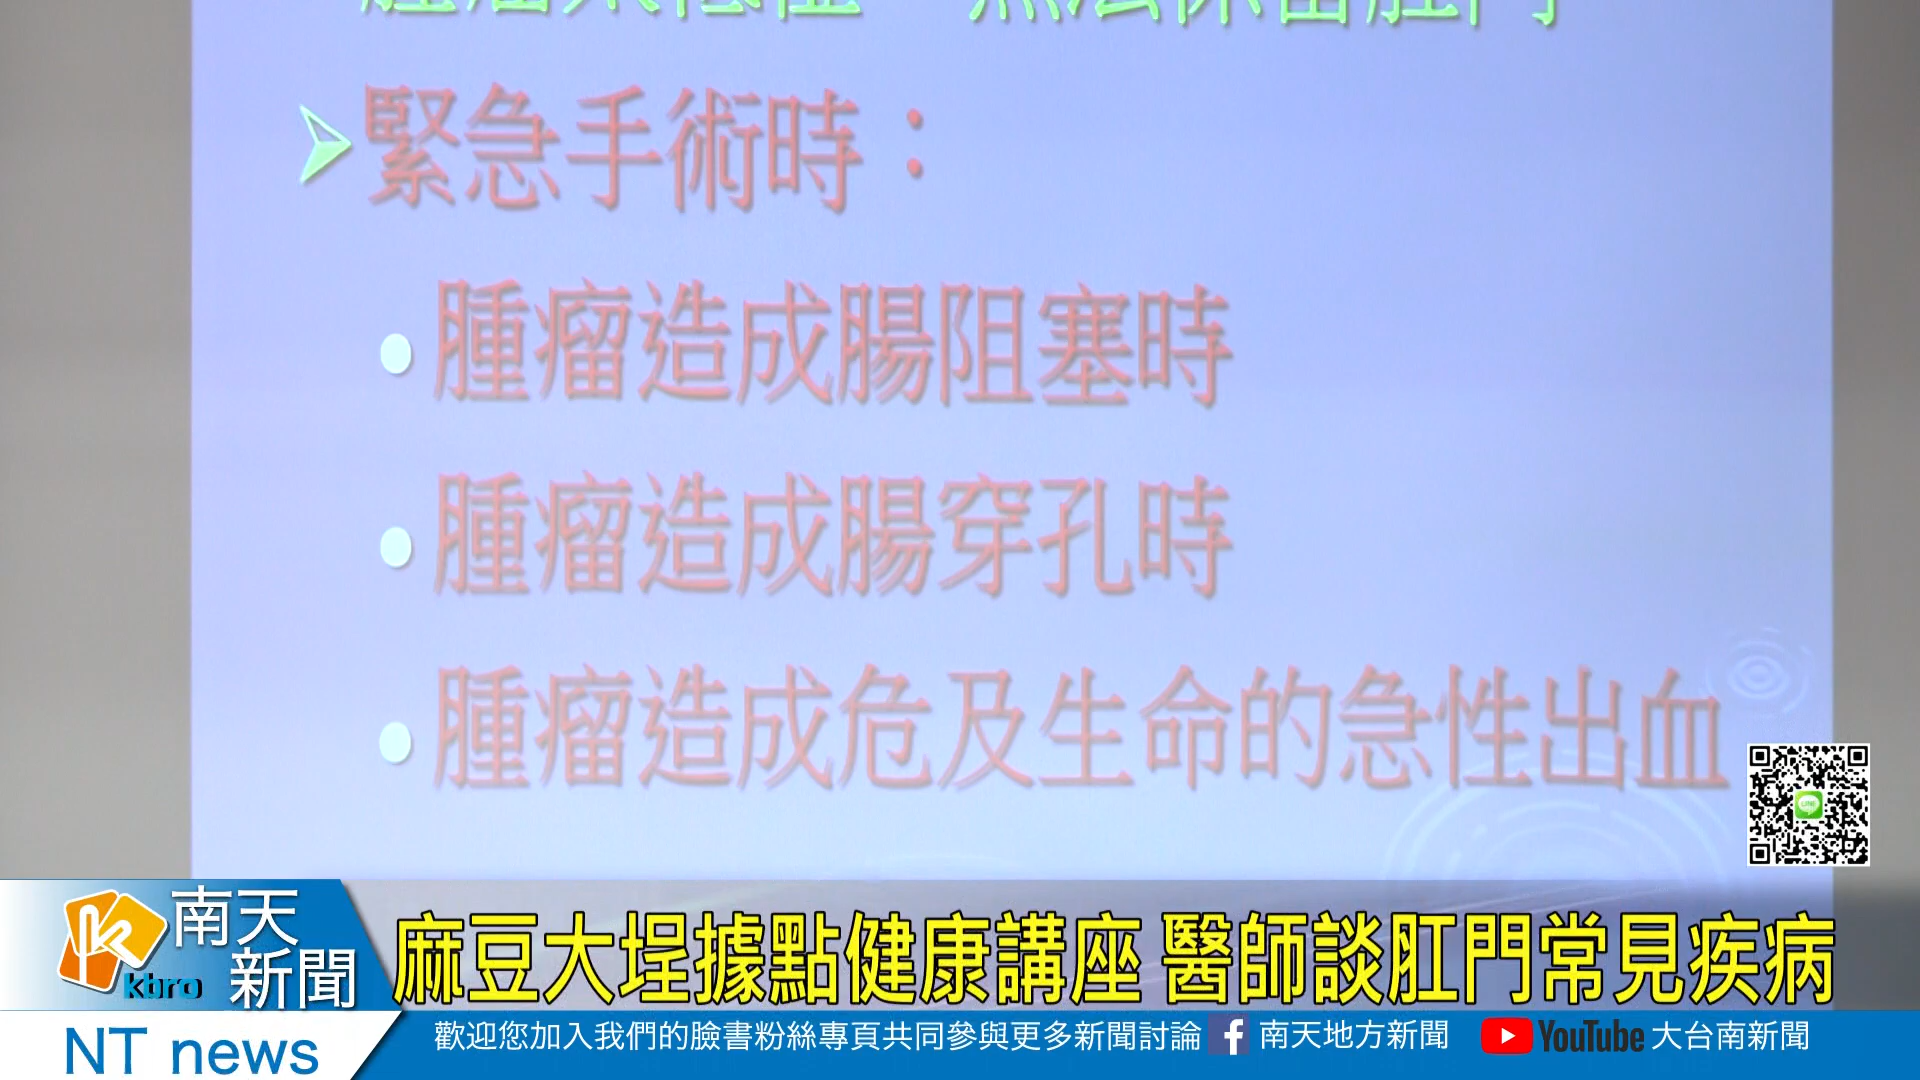 緊急手術時：
腫瘤造成腸阻塞時
腫瘤造成腸穿孔時
腫瘤造成危及生命的急性出血
LINE
南天新聞
kbro
麻豆大埕據點健康講座 醫師談肛門常見疾病
NT news
歡迎您加入我們的臉書粉絲專頁共同參與更多新聞討論 f 南天地方新聞 YouTube 大台南新聞